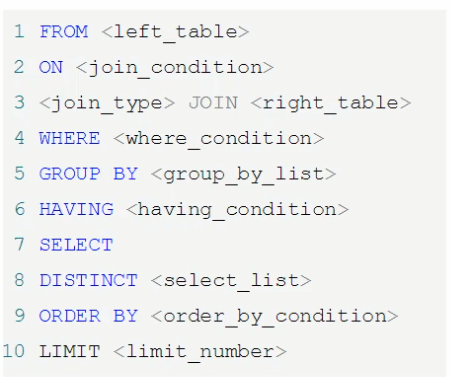 1 FROM <left_table>
2 ON <join_condition>
3 <join_type> JOIN <right_table>
4 WHERE <where_condition>
5 GROUP BY <group_by_list>
6 HAVING <having_condition>
7 SELECT
8 DISTINCT <select_list>
9 ORDER BY <order_by_condition>
10 LIMIT <limit_number>